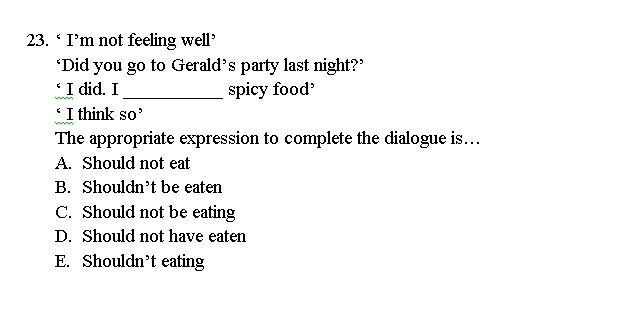 23. ‘ I’m not feeling well’
‘Did you go to Gerald’s party last night?’
‘ I did. I ___________ spicy food’
‘ I think so’
The appropriate expression to complete the dialogue is…
A. Should not eat
B. Shouldn’t be eaten
C. Should not be eating
D. Should not have eaten
E. Shouldn’t eating